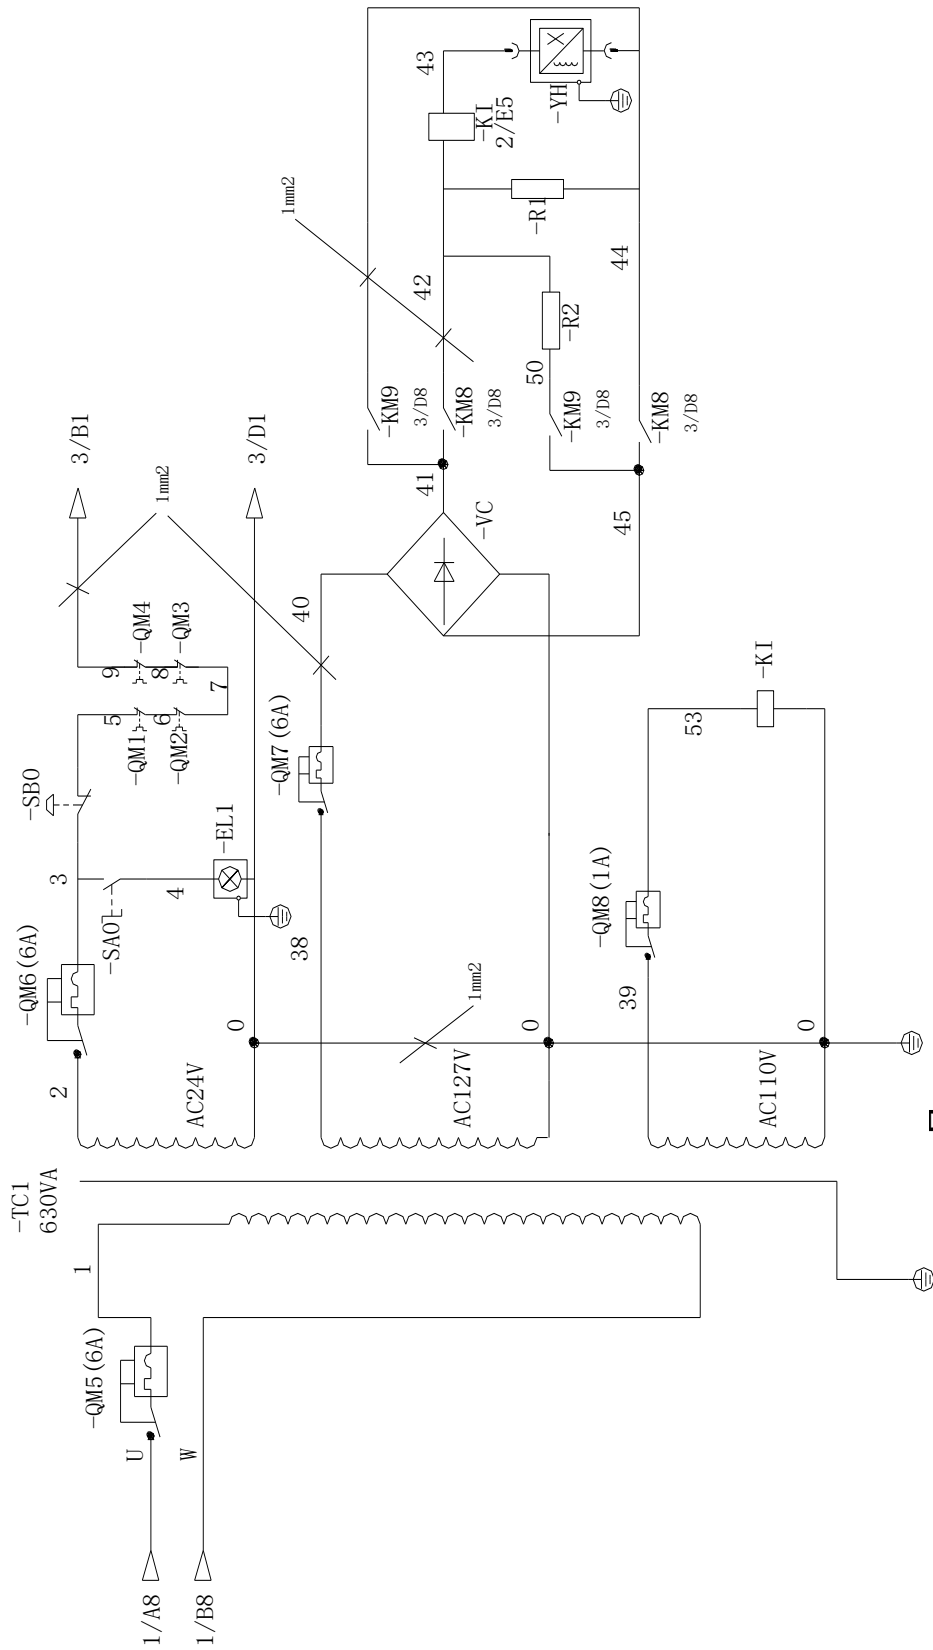 1/A8
1/B8
U
W
-QM5(6A)
1
-TC1
630VA
2
-QM6(6A)
3
-SB0
-SA0
4
-EL1
AC24V
0
5
-QM1
6
-QM2
7
8
-QM3
9
-QM4
3/B1
3/D1
1mm2
38
-QM7(6A)
40
AC127V
0
1mm2
-VC
41
45
-KM9
3/D8
-KM8
3/D8
-KM9
3/D8
-KM8
3/D8
50
-R2
42
44
1mm2
-R1
-KI
2/E5
43
-YH
X
39
-QM8(1A)
AC110V
0
53
-KI